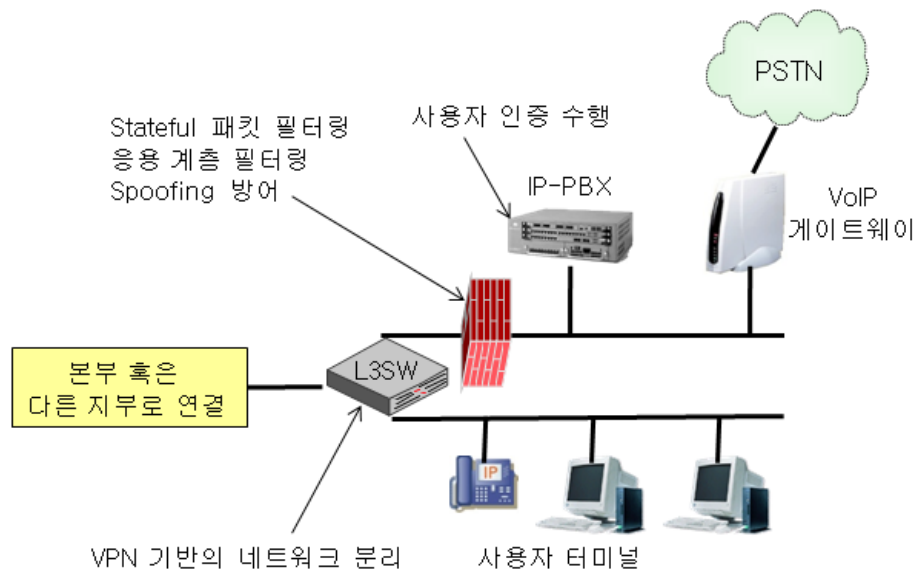 PSTN
Stateful 패킷 필터링
응용 계층 필터링
Spoofing 방어
사용자 인증 수행
IP-PBX
VoIP
게이트웨이
L3SW
본부 혹은
다른 지부로 연결
IP
VPN 기반의 네트워크 분리
사용자 터미널